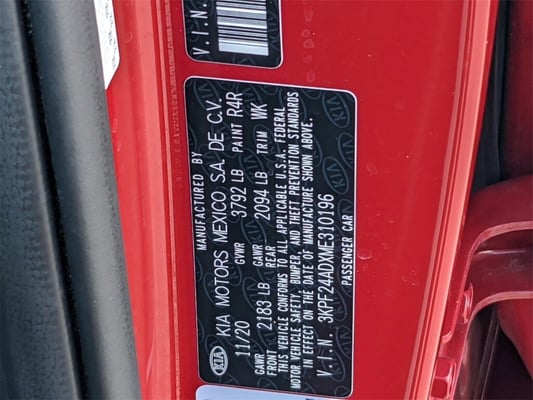 V.I.N.
MANUFACTURED BY
KIA KIA MOTORS MEXICO S.A. DE C.V.
11/20 GVWR 3792 LB PAINT R4R
GAWR FRONT 2183 LB GAWR REAR 2094 LB TRIM WK
THIS VEHICLE CONFORMS TO ALL APPLICABLE U.S.A. FEDERAL
MOTOR VEHICLE SAFETY, BUMPER, AND THEFT PREVENTION STANDARDS
IN EFFECT ON THE DATE OF MANUFACTURE SHOWN ABOVE.
V.I.N. 3KPF24ADXME310196
PASSENGER CAR